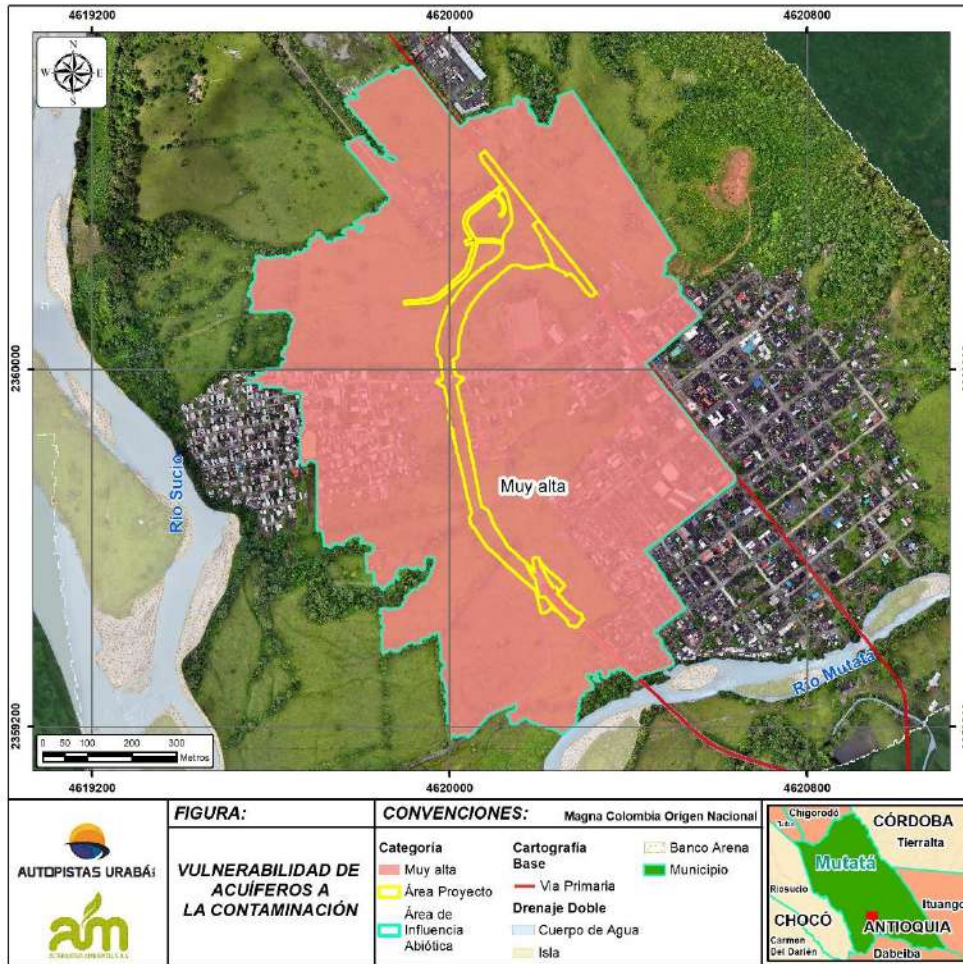 4619200
4620000
4620800
N
W
E
S
2360000
Río Sucio
Muy alta
Río Mutatá
2359200
0 50 100 200 300
Metros
4619200
4620000
4620800
AUTOPISTAS URABÁ
am
FIGURA:
VULNERABILIDAD DE
ACUÍFEROS A
LA CONTAMINACIÓN
CONVENCIONES:
Magna Colombia Origen Nacional
Categoría
Muy alta
Área Proyecto
Área de
Influencia
Abiótica
Cartografía
Base
Vía Primaria
Drenaje Doble
Cuerpo de Agua
Isla
Banco Arena
Municipio
Chigorodó
CÓRDOBA
Tierralta
Mutatá
Riosucio
Ituango
CHOCÓ
ANTIOQUIA
Carmen
Del Darién
Dabeiba